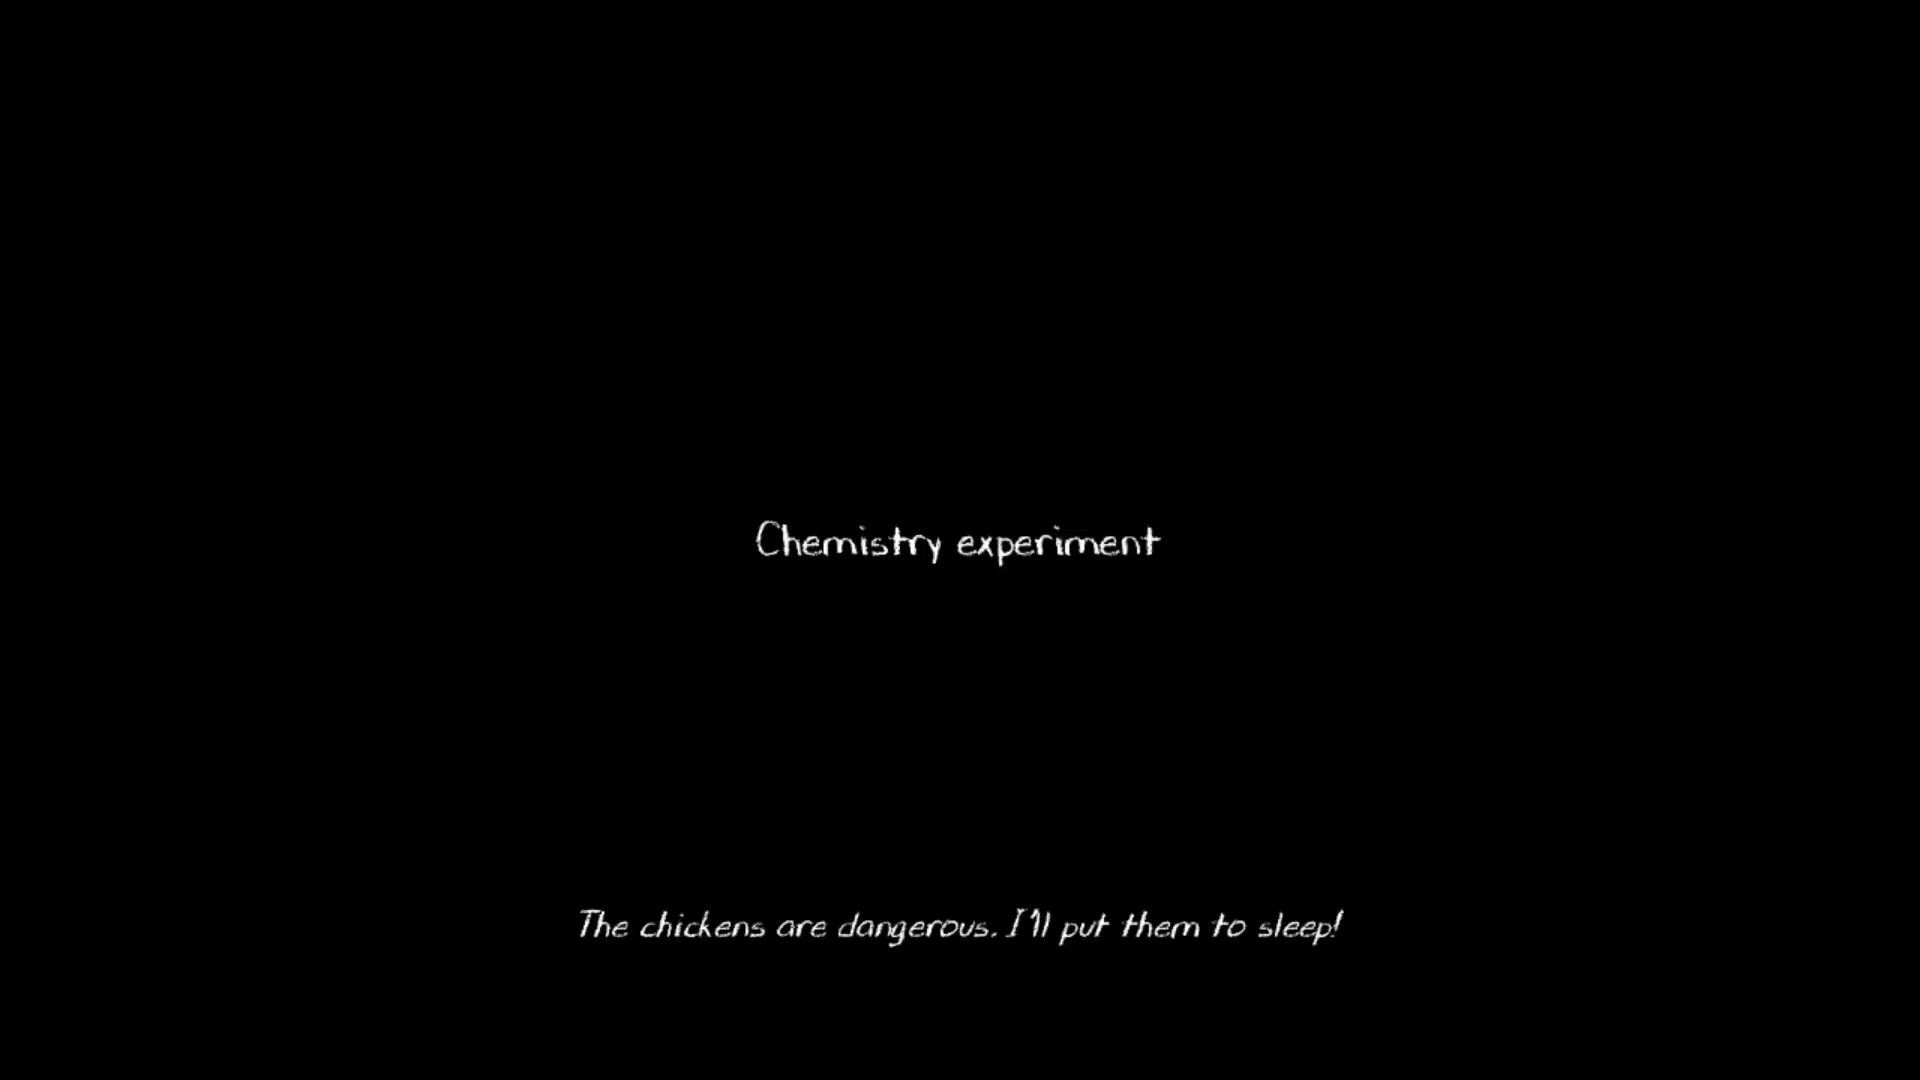 Chemistry experiment
The chickens are dangerous. I'll put them to sleep!